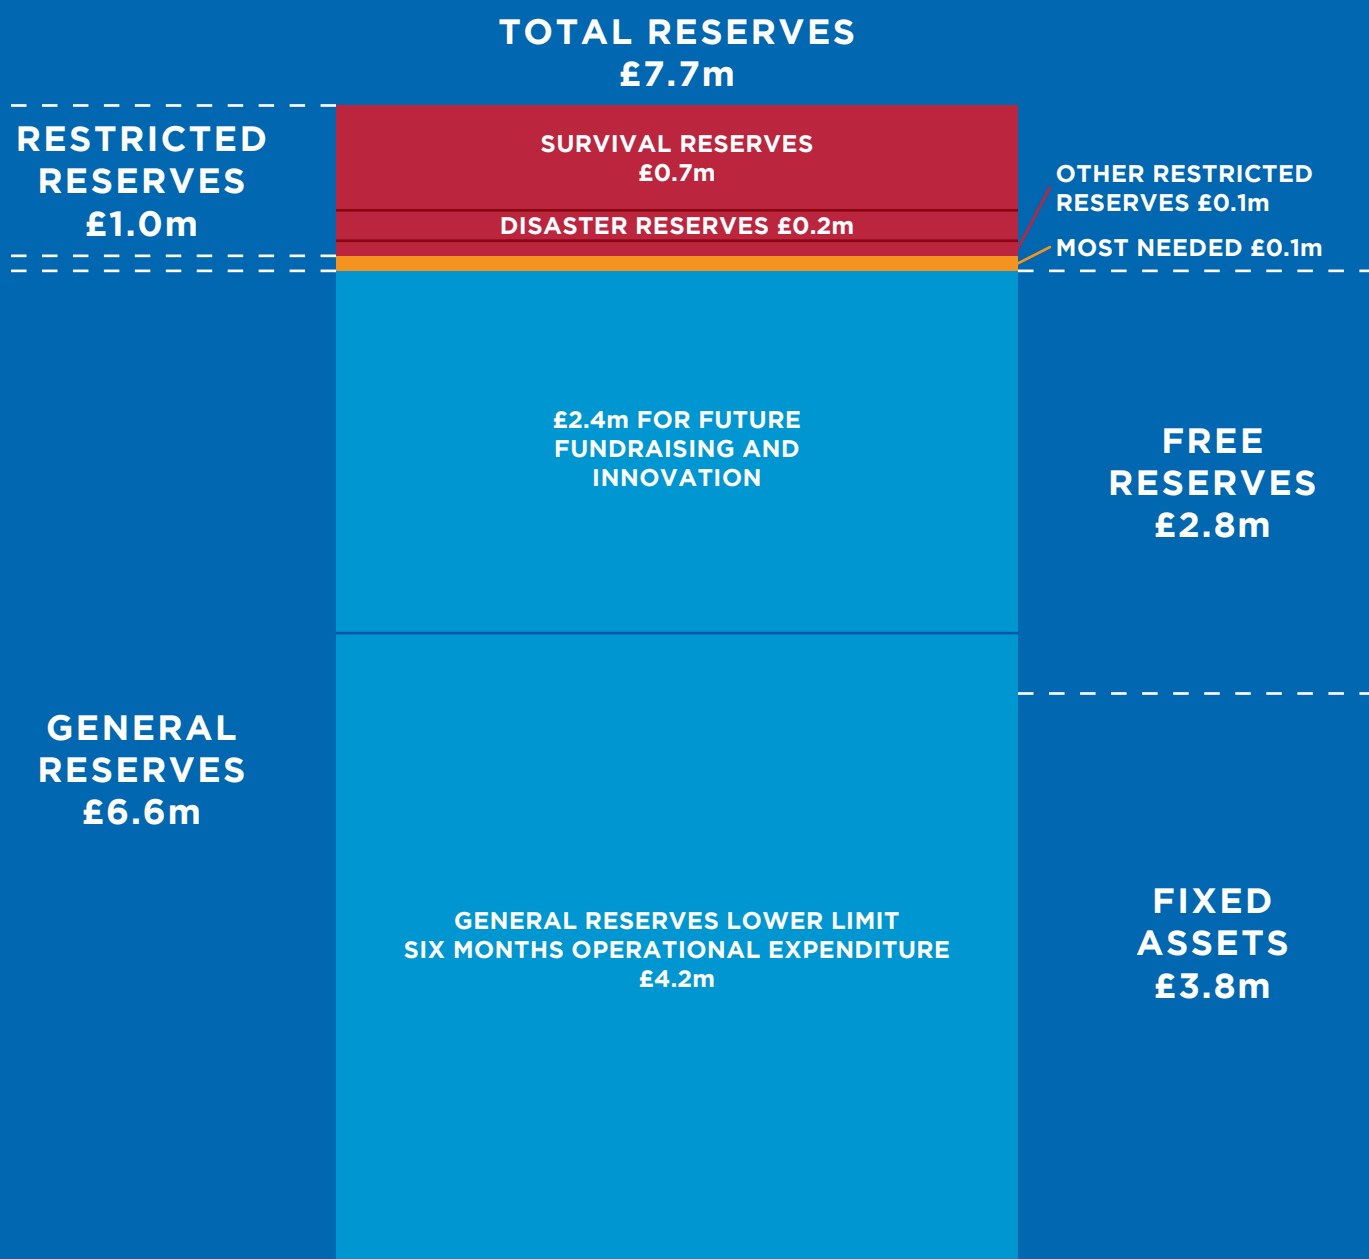 TOTAL RESERVES
£7.7m
RESTRICTED
RESERVES
£1.0m
SURVIVAL RESERVES
£0.7m
DISASTER RESERVES £0.2m
OTHER RESTRICTED
RESERVES £0.1m
MOST NEEDED £0.1m
£2.4m FOR FUTURE
FUNDRAISING AND
INNOVATION
FREE
RESERVES
£2.8m
GENERAL
RESERVES
£6.6m
GENERAL RESERVES LOWER LIMIT
SIX MONTHS OPERATIONAL EXPENDITURE
£4.2m
FIXED
ASSETS
£3.8m